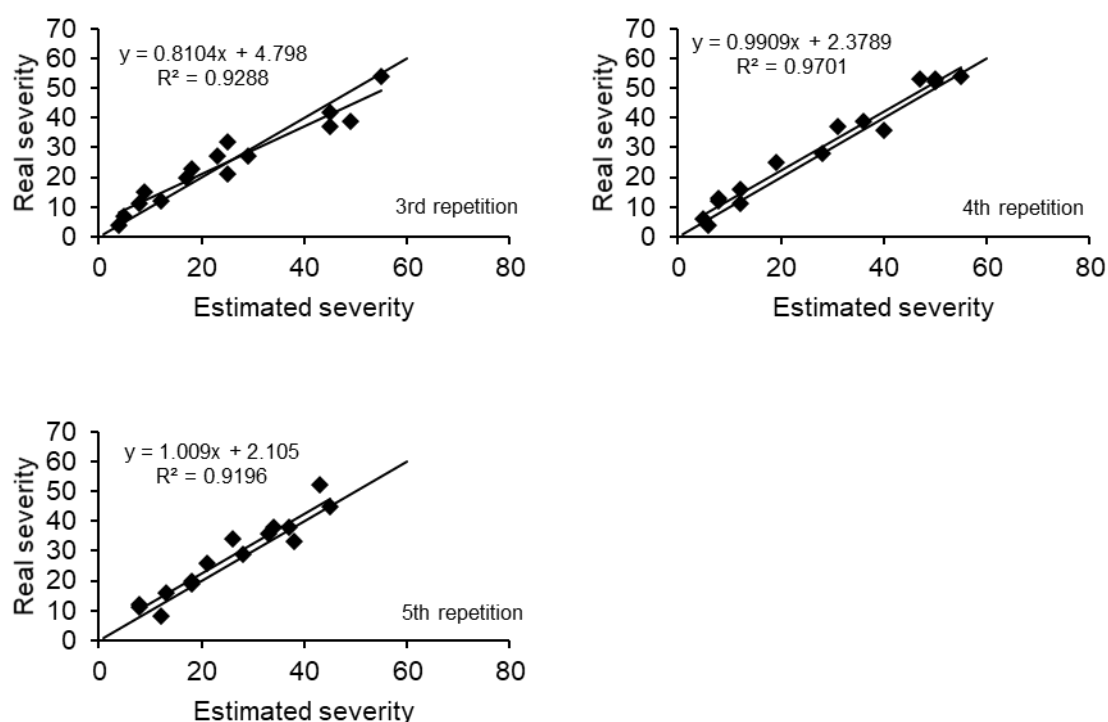 70
60
50
40
30
20
10
0
Real severity
y = 0.8104x + 4.798
R² = 0.9288
3rd repetition
0 20 40 60 80
Estimated severity
70
60
50
40
30
20
10
0
Real severity
y = 0.9909x + 2.3789
R² = 0.9701
4th repetition
0 20 40 60 80
Estimated severity
70
60
50
40
30
20
10
0
Real severity
y = 1.009x + 2.105
R² = 0.9196
5th repetition
0 20 40 60 80
Estimated severity